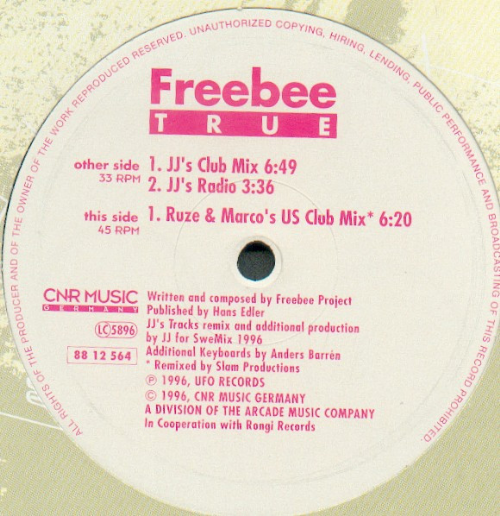 ALL RIGHTS OF THE PRODUCER AND OF THE OWNER OF THE WORK REPRODUCED RESERVED. UNAUTHORIZED COPYING, HIRING, LENDING, PUBLIC PERFORMANCE AND BROADCASTING OF THIS RECORD PROHIBITED.
Freebee
TRUE
other side 1. JJ's Club Mix 6:49
33 RPM 2. JJ's Radio 3:36
this side 1. Ruze & Marco's US Club Mix* 6:20
45 RPM
CNR MUSIC
GERMANY
LC 5896
88 12 564
Written and composed by Freebee Project
Published by Hans Edler
JJ's Tracks remix and additional production
by JJ for SweMix 1996
Additional Keyboards by Anders Barrén
* Remixed by Slam Productions
℗ 1996, UFO RECORDS
© 1996, CNR MUSIC GERMANY
A DIVISION OF THE ARCADE MUSIC COMPANY
In Cooperation with Rongi Records